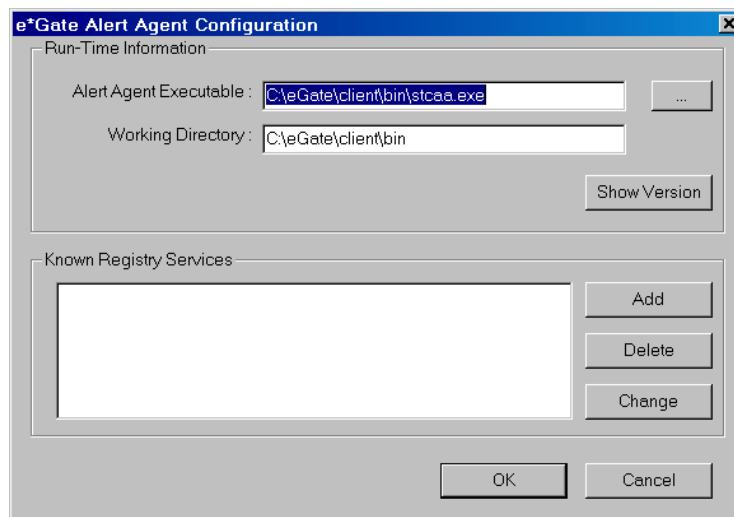 e*Gate Alert Agent Configuration
Run-Time Information
Alert Agent Executable : C:\eGate\client\bin\stcaa.exe ...
Working Directory : C:\eGate\client\bin
Show Version
Known Registry Services
Add
Delete
Change
OK Cancel